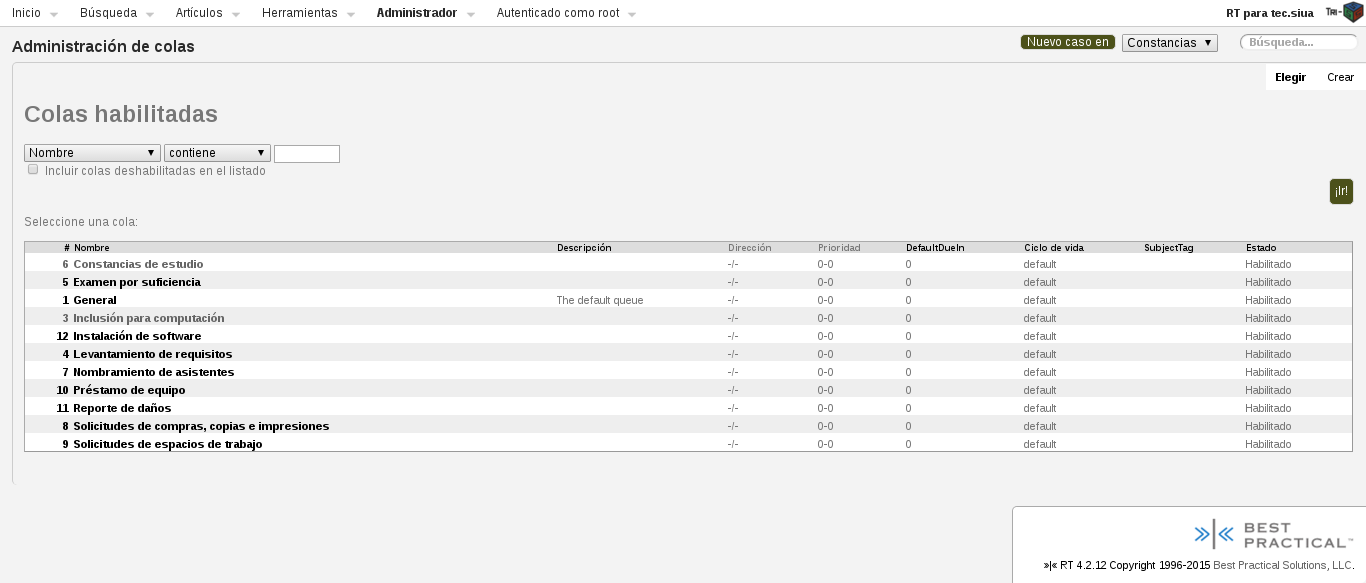 Inicio Búsqueda Artículos Herramientas Administrador Autenticado como root RT para tec.siua TRI-
Administración de colas Nuevo caso en Constancias Búsqueda...
Elegir Crear
Colas habilitadas
Nombre contiene
Incluir colas deshabilitadas en el listado
¡Ir!
Seleccione una cola:
# Nombre Descripción Dirección Prioridad DefaultDueIn Ciclo de vida SubjectTag Estado
6 Constancias de estudio -/- 0-0 0 default Habilitado
5 Examen por suficiencia -/- 0-0 0 default Habilitado
1 General The default queue -/- 0-0 0 default Habilitado
3 Inclusión para computación -/- 0-0 0 default Habilitado
12 Instalación de software -/- 0-0 0 default Habilitado
4 Levantamiento de requisitos -/- 0-0 0 default Habilitado
7 Nombramiento de asistentes -/- 0-0 0 default Habilitado
10 Préstamo de equipo -/- 0-0 0 default Habilitado
11 Reporte de daños -/- 0-0 0 default Habilitado
8 Solicitudes de compras, copias e impresiones -/- 0-0 0 default Habilitado
9 Solicitudes de espacios de trabajo -/- 0-0 0 default Habilitado
»|« BEST
PRACTICAL™
»|« RT 4.2.12 Copyright 1996-2015 Best Practical Solutions, LLC.